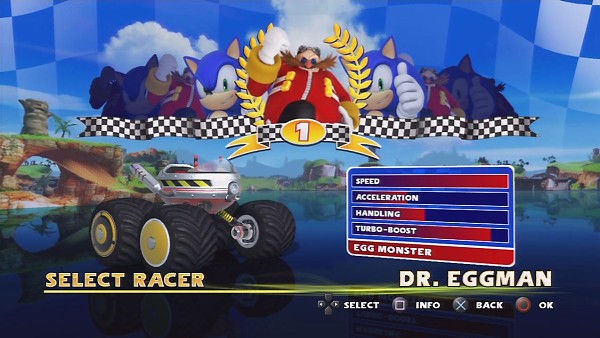 1
SPEED
ACCELERATION
HANDLING
TURBO-BOOST
EGG MONSTER
SELECT RACER
DR. EGGMAN
SELECT INFO BACK OK